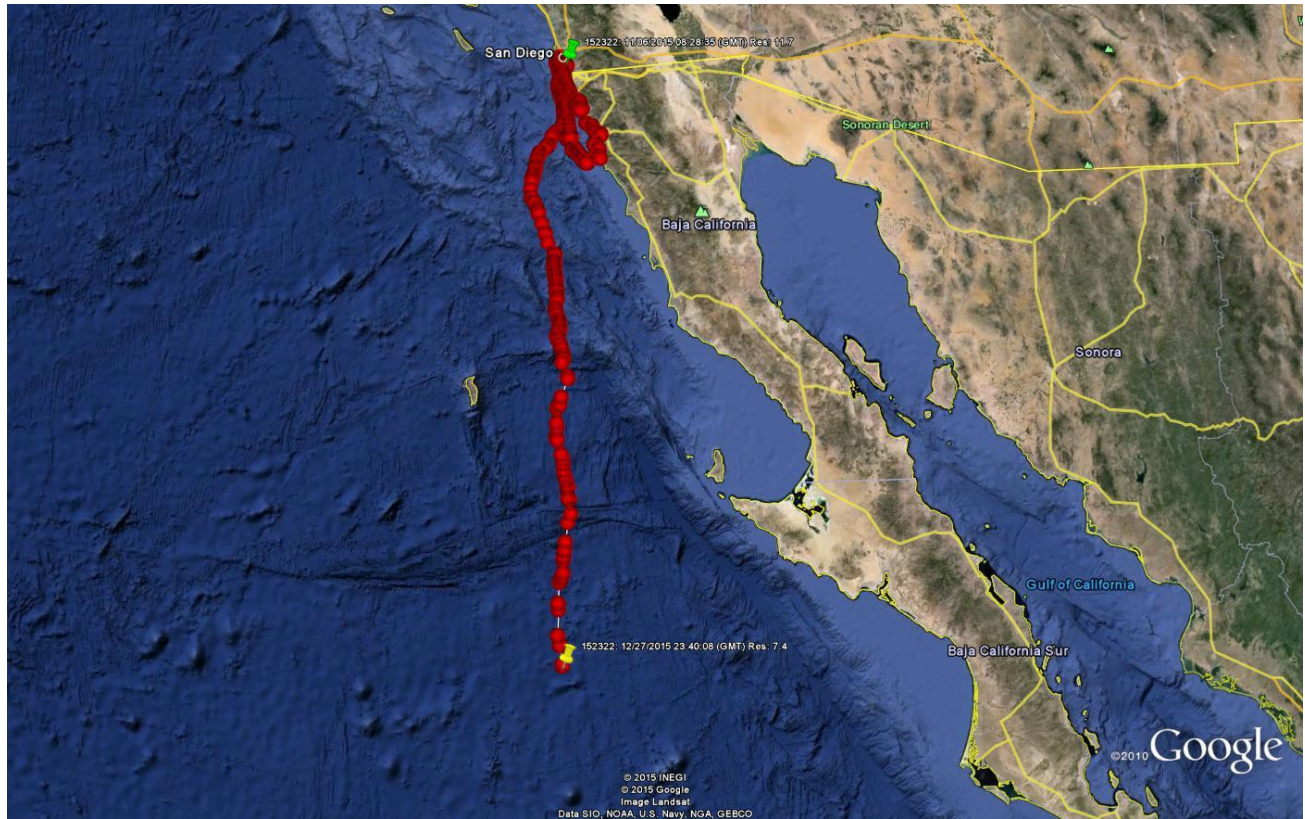 152322: 11/06/2015 08:28:35 (GMT) Res: 11.7
San Diego
Sonoran Desert
Baja California
Sonora
Gulf of California
152322: 12/27/2015 23:40:08 (GMT) Res: 7.4
Baja California Sur
©2010 Google
© 2015 INEGI
© 2015 Google
Image Landsat
Data SIO, NOAA, U.S. Navy, NGA, GEBCO